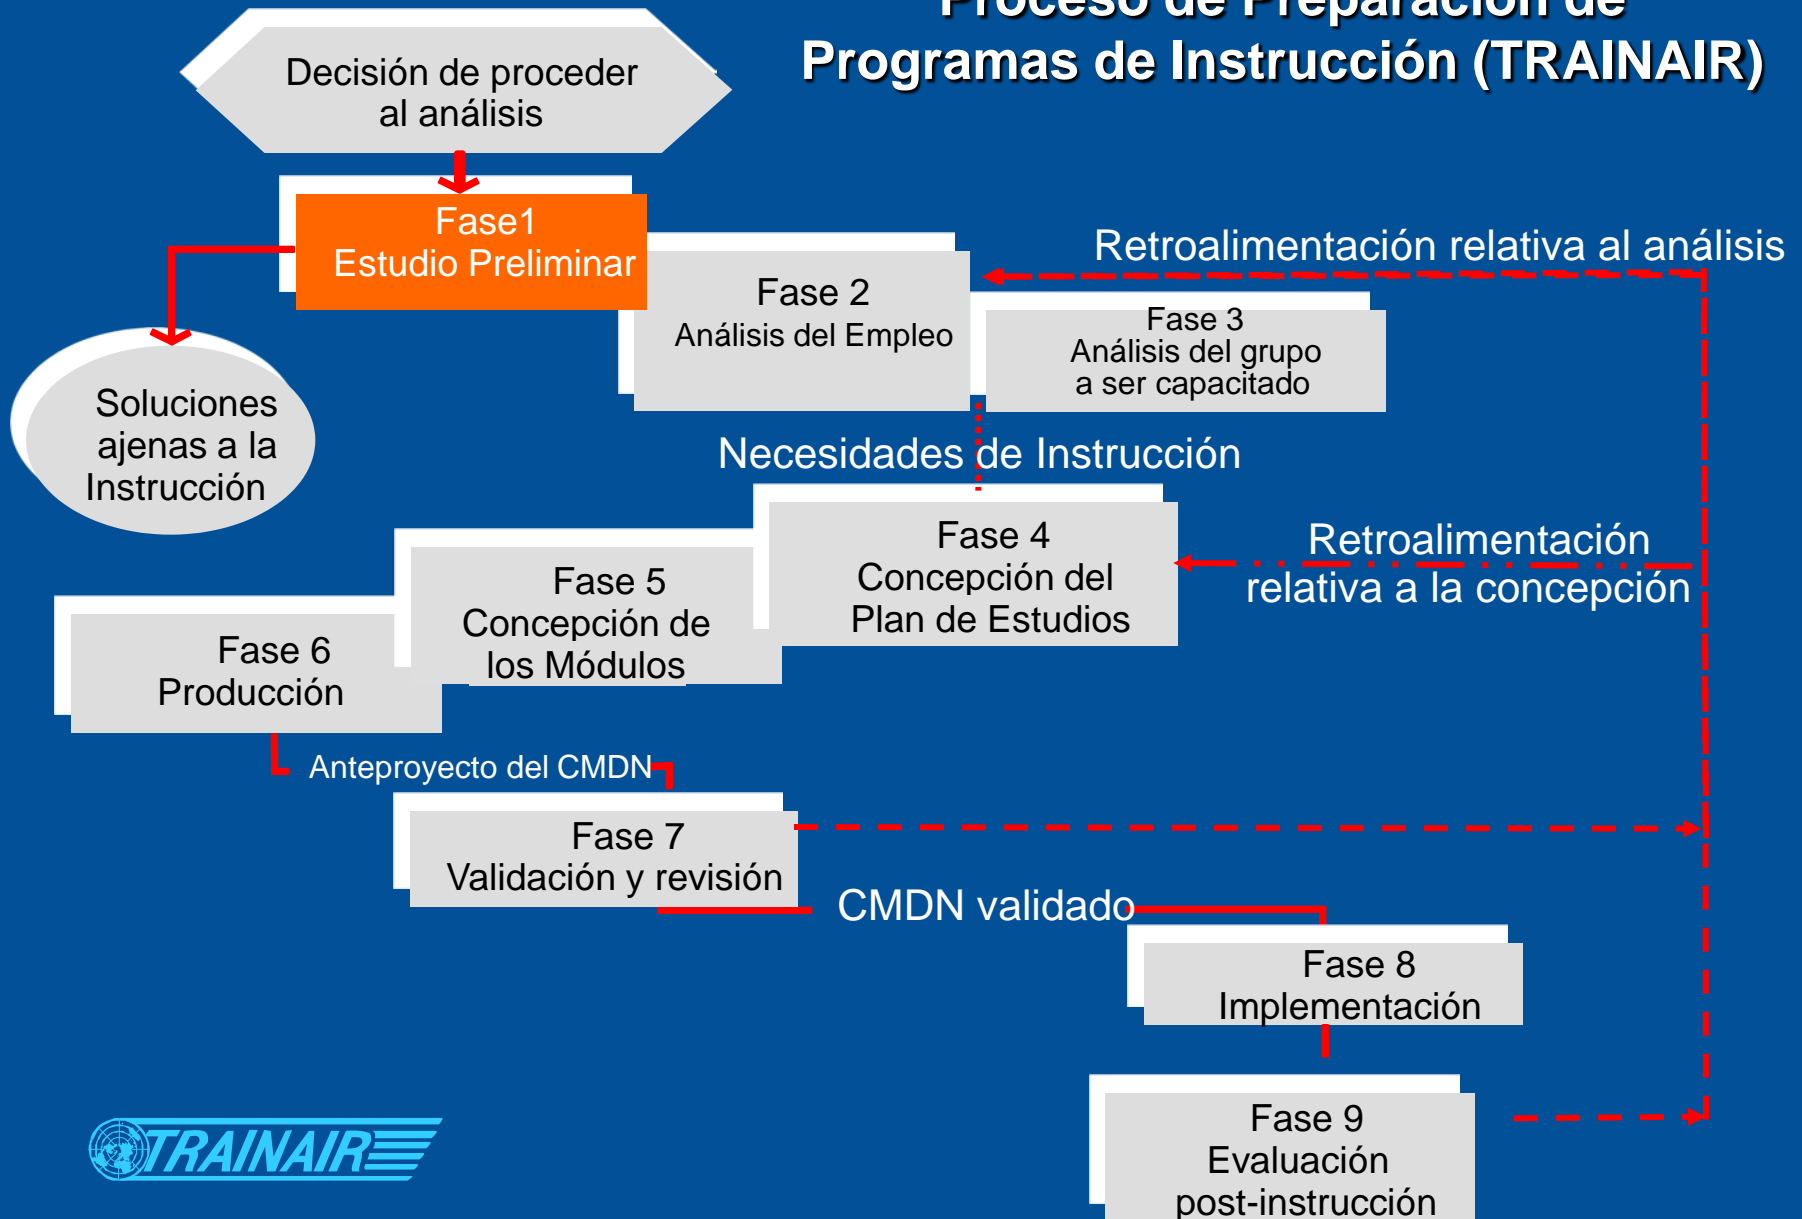 Proceso de Preparación de
Programas de Instrucción (TRAINAIR)
Decisión de proceder
al análisis
Fase1
Estudio Preliminar
Retroalimentación relativa al análisis
Fase 2
Análisis del Empleo
Fase 3
Análisis del grupo
a ser capacitado
Soluciones
ajenas a la
Instrucción
Necesidades de Instrucción
Fase 4
Concepción del
Plan de Estudios
Retroalimentación
relativa a la concepción
Fase 5
Concepción de
los Módulos
Fase 6
Producción
Anteproyecto del CMDN
Fase 7
Validación y revisión
CMDN validado
Fase 8
Implementación
Fase 9
Evaluación
post-instrucción
TRAINAIR